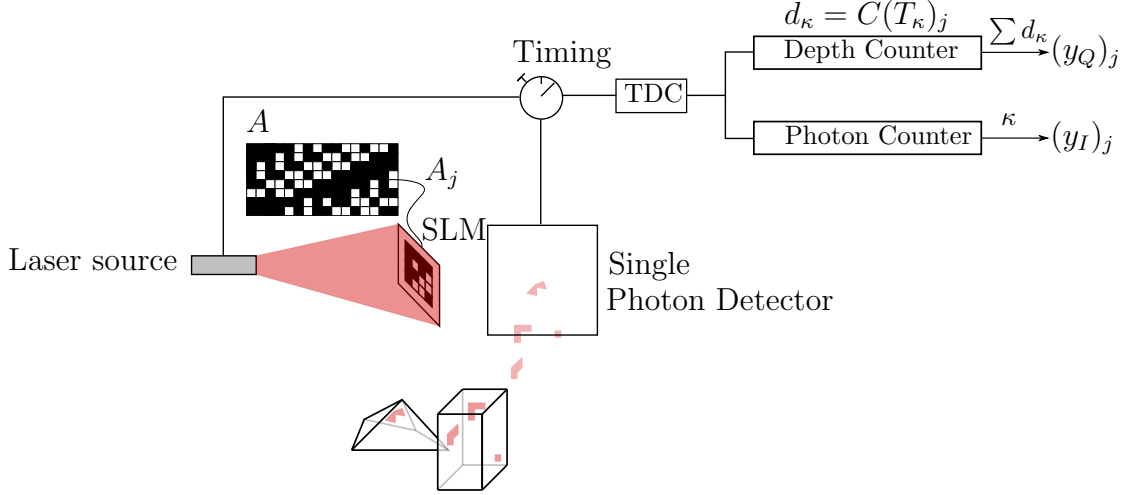 d_κ = C(T_κ)_j
Timing
TDC
Depth Counter
∑ d_κ
(y_Q)_j
Photon Counter
κ
(y_I)_j
A
A_j
SLM
Laser source
Single
Photon Detector